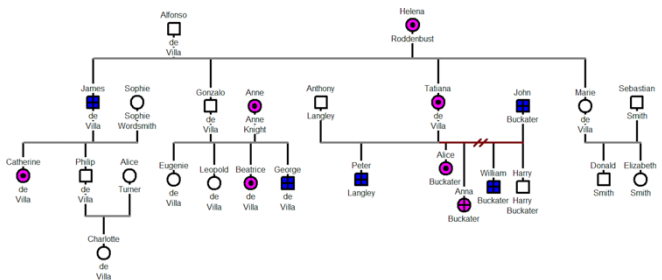 Alfonso
de
Villa
Helena
Roddenbust
James
de
Villa
Sophie
Sophie
Wordsmith
Gonzalo
de
Villa
Anne
Anne
Knight
Anthony
Langley
Tatiana
de
Villa
John
Buckater
Marie
de
Villa
Sebastian
Smith
Catherine
de
Villa
Philip
de
Villa
Alice
Turner
Eugenie
de
Villa
Leopold
de
Villa
Beatrice
de
Villa
George
de
Villa
Peter
Langley
Alice
Buckater
Anna
Buckater
William
Buckater
Harry
Harry
Buckater
Donald
Smith
Elizabeth
Smith
Charlotte
de
Villa